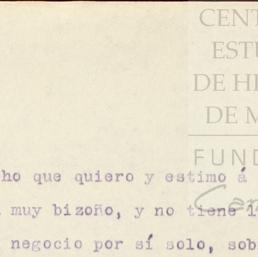 CENT
ESTU
DE HI
DE M
FUND
Car
ho que quiero y estimo á
muy bizoño, y no tiene l
negocio por sí solo, sob